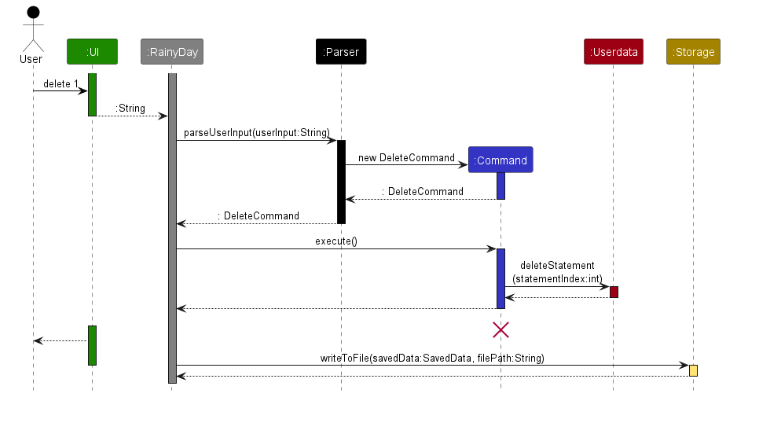 User
:UI
:RainyDay
:Parser
:Userdata
:Storage
delete 1
:String
parseUserInput(userInput:String)
new DeleteCommand
:Command
: DeleteCommand
: DeleteCommand
execute()
deleteStatement
(statementIndex:int)
writeToFile(savedData:SavedData, filePath:String)